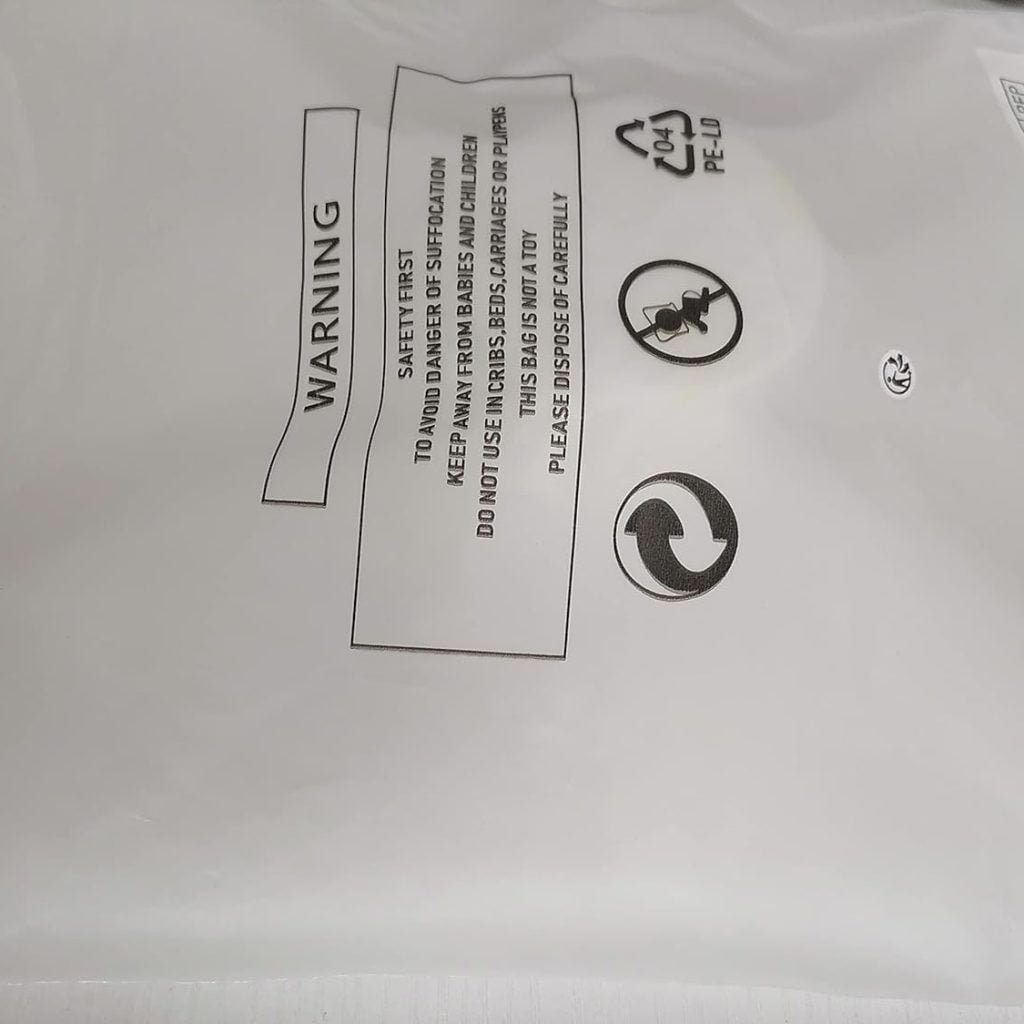 WARNING
SAFETY FIRST
TO AVOID DANGER OF SUFFOCATION
KEEP AWAY FROM BABIES AND CHILDREN
DO NOT USE IN CRIBS,BEDS,CARRIAGES OR PLAYPENS
THIS BAG IS NOT A TOY
PLEASE DISPOSE OF CAREFULLY
04
PE-LD
REP